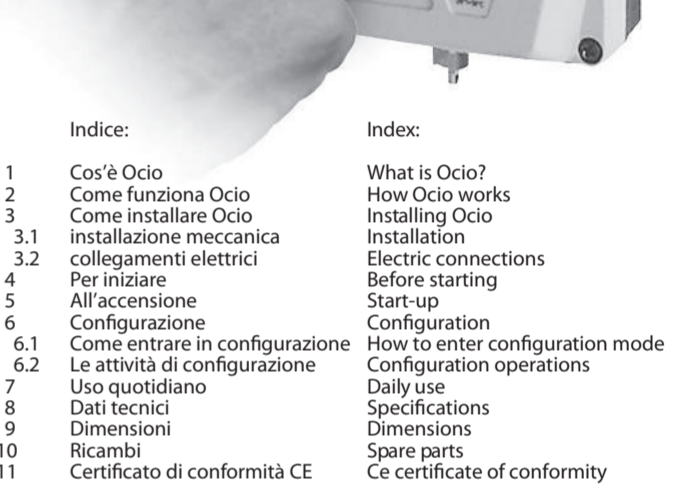 Indice: Index:
1 Cos'è Ocio What is Ocio?
2 Come funziona Ocio How Ocio works
3 Come installare Ocio Installing Ocio
3.1 installazione meccanica Installation
3.2 collegamenti elettrici Electric connections
4 Per iniziare Before starting
5 All'accensione Start-up
6 Configurazione Configuration
6.1 Come entrare in configurazione How to enter configuration mode
6.2 Le attività di configurazione Configuration operations
7 Uso quotidiano Daily use
8 Dati tecnici Specifications
9 Dimensioni Dimensions
10 Ricambi Spare parts
11 Certificato di conformità CE Ce certificate of conformity